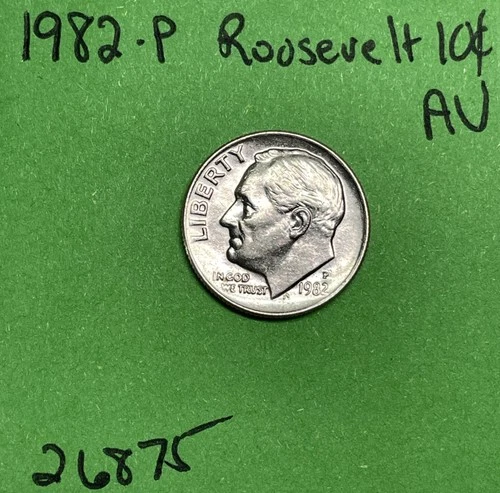 1982-P Roosevelt 10¢
AU
LIBERTY
IN GOD
WE TRUST
P
1982
26875